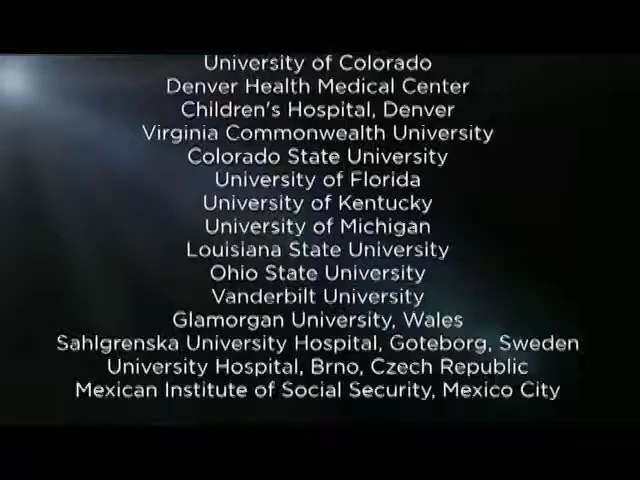 University of Colorado
Denver Health Medical Center
Children's Hospital, Denver
Virginia Commonwealth University
Colorado State University
University of Florida
University of Kentucky
University of Michigan
Louisiana State University
Ohio State University
Vanderbilt University
Glamorgan University, Wales
Sahlgrenska University Hospital, Goteborg, Sweden
University Hospital, Brno, Czech Republic
Mexican Institute of Social Security, Mexico City